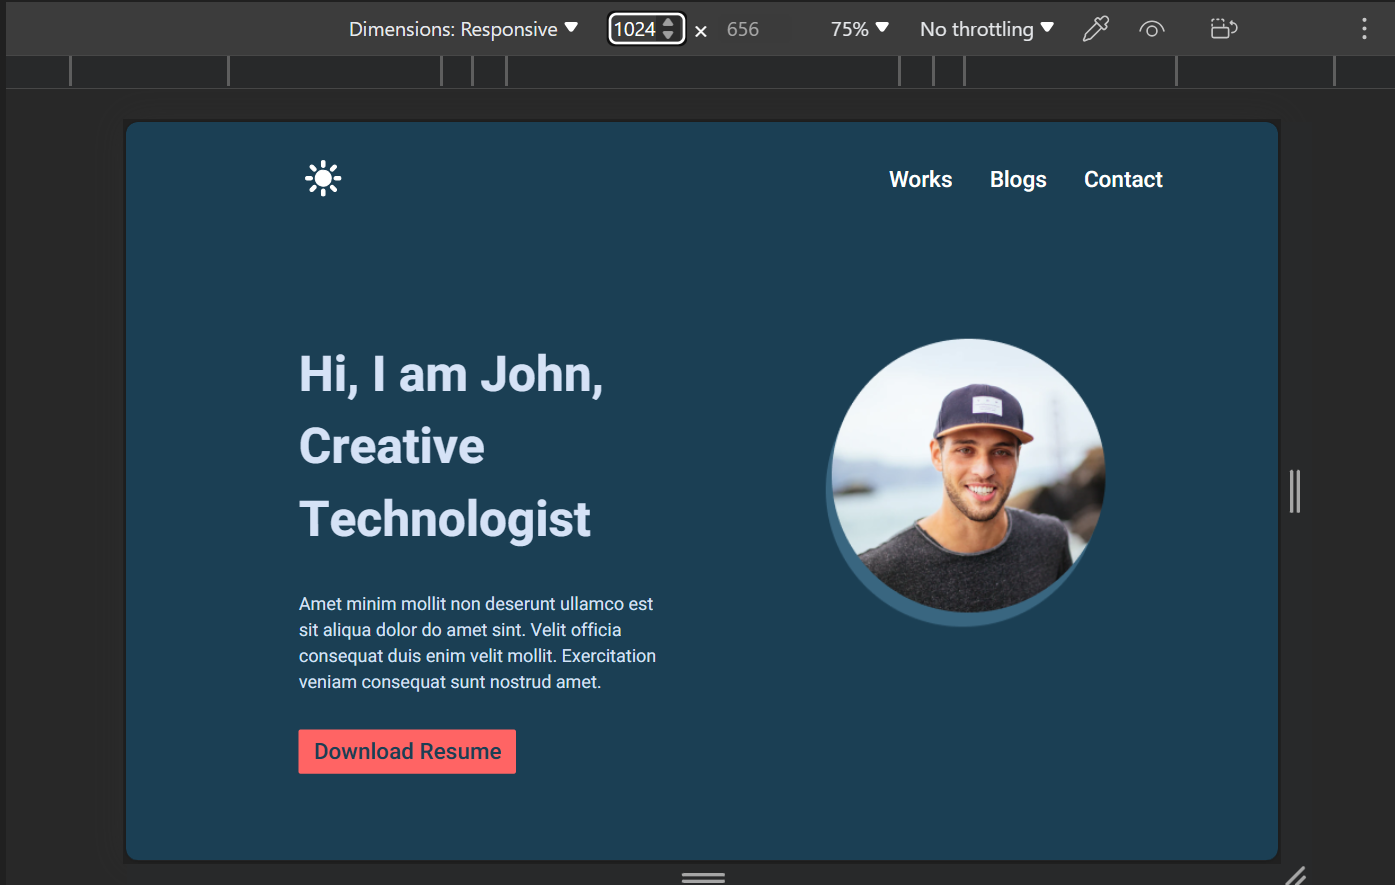 Dimensions: Responsive 1024 × 656 75% No throttling
Works Blogs Contact
Hi, I am John,
Creative
Technologist
Amet minim mollit non deserunt ullamco est
sit aliqua dolor do amet sint. Velit officia
consequat duis enim velit mollit. Exercitation
veniam consequat sunt nostrud amet.
Download Resume